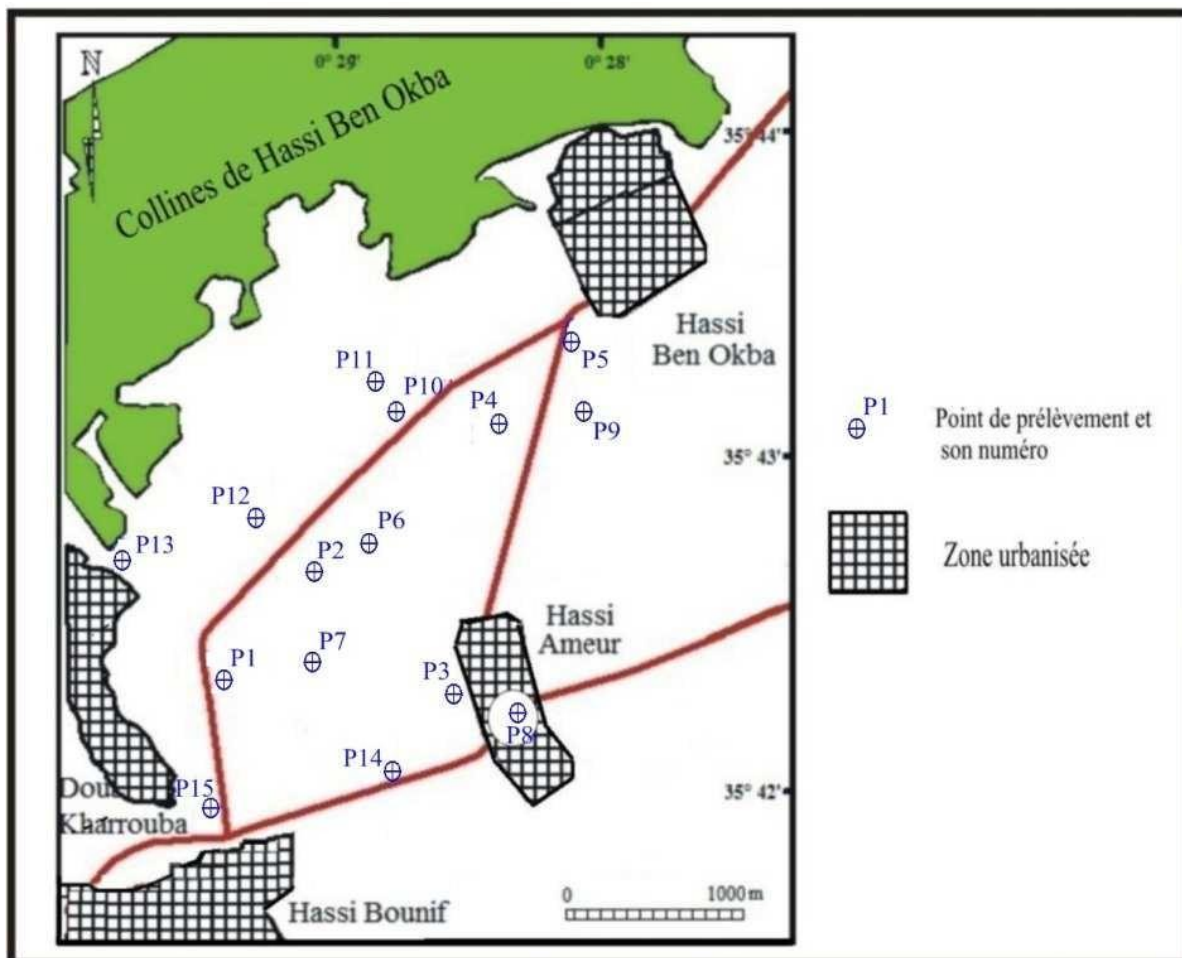 0° 29'
0° 28'
N
Collines de Hassi Ben Okba
35° 44'
Hassi
Ben Okba
P5
P11
P10
P4
P9
P1
Point de prélèvement et
son numéro
35° 43'
P12
P6
P13
P2
Zone urbanisée
Hassi
Ameur
P1
P7
P3
P8
P14
P15
35° 42'
Kharrouba
0
1000 m
Hassi Bounif